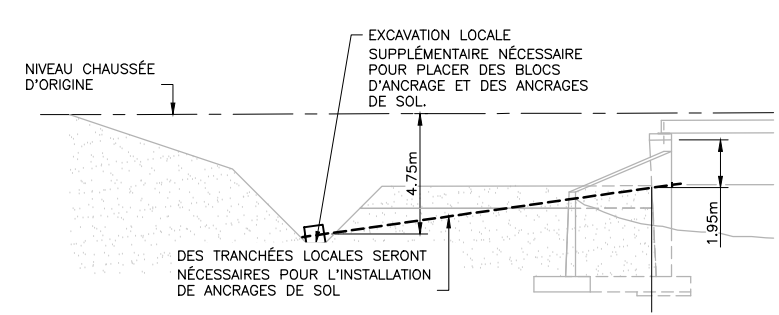 EXCAVATION LOCALE
SUPPLÉMENTAIRE NÉCESSAIRE
POUR PLACER DES BLOCS
D'ANCRAGE ET DES ANCRAGES
DE SOL.
NIVEAU CHAUSSÉE
D'ORIGINE
4.75m
1.95m
DES TRANCHÉES LOCALES SERONT
NÉCESSAIRES POUR L'INSTALLATION
DE ANCRAGES DE SOL